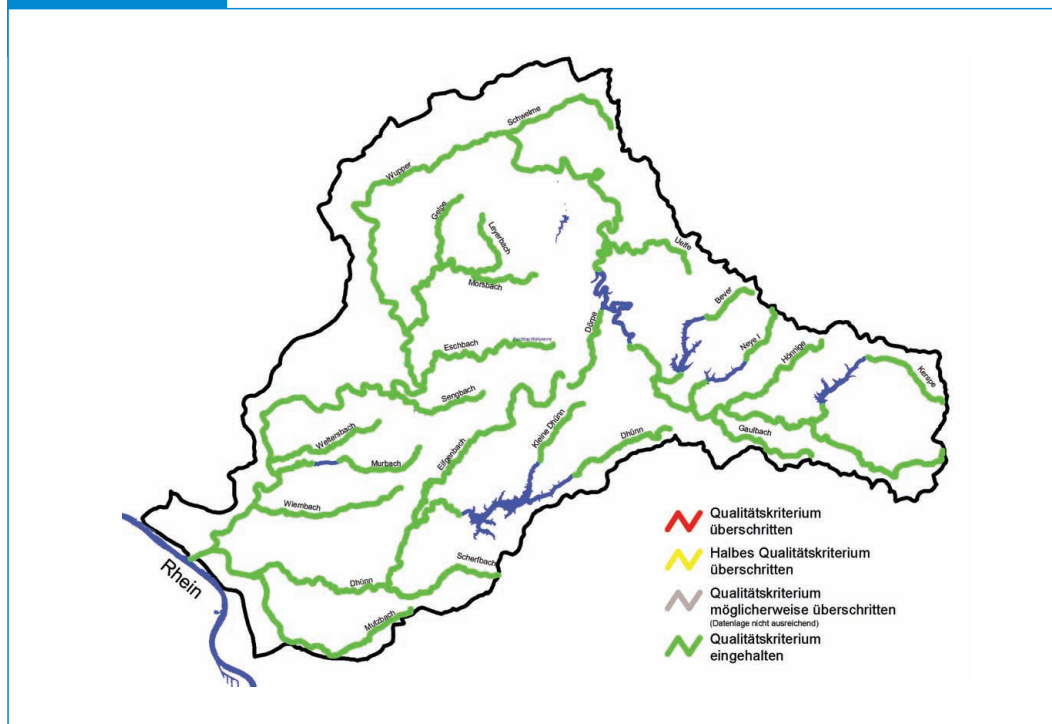 Schwelme
Wupper
Gelpe
Leyerbach
Morsbach
Uelfe
Bever
Neye I
Hönnige
Kerspe
Dörpe
Eschbach
Sengbach
Gaulbach
Weltersbach
Murbach
Eifgenbach
Kleine Dhünn
Dhünn
Wiembach
Scherfbach
Dhünn
Mutzbach
Rhein
Qualitätskriterium
überschritten
Halbes Qualitätskriterium
überschritten
Qualitätskriterium
möglicherweise überschritten
(Datenlage nicht ausreichend)
Qualitätskriterium
eingehalten